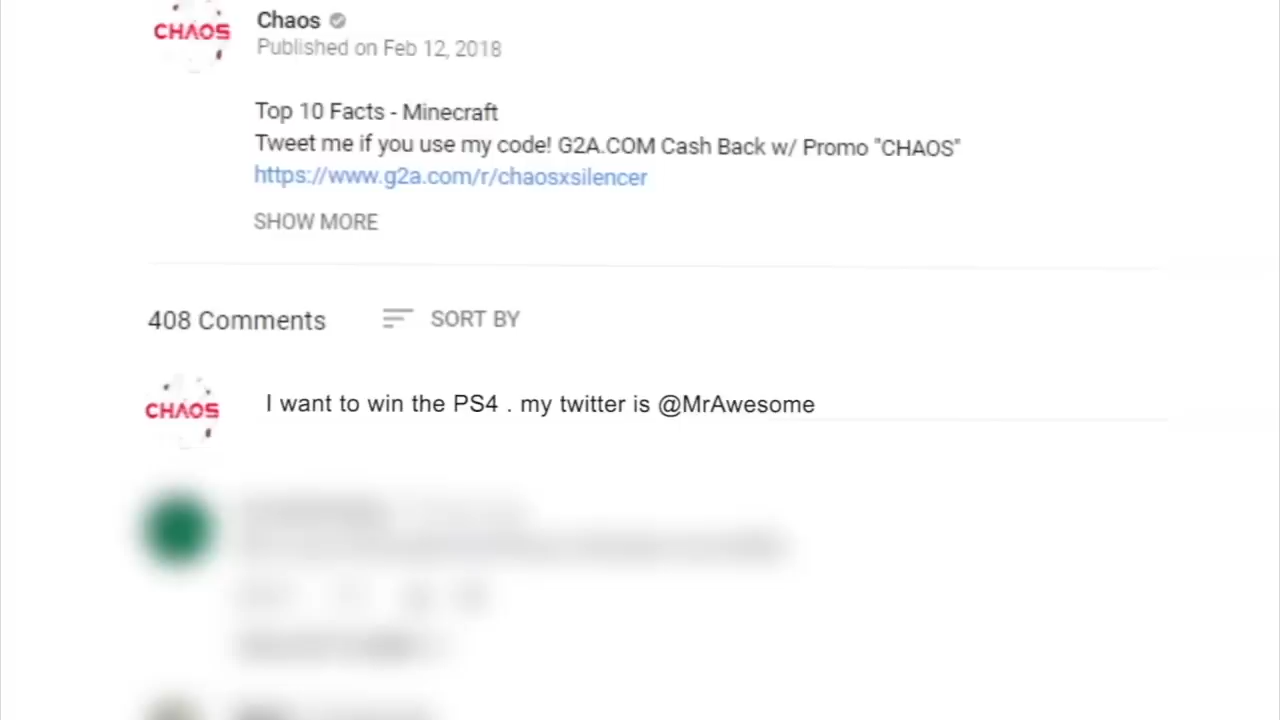 CHAOS
Chaos
Published on Feb 12, 2018
Top 10 Facts - Minecraft
Tweet me if you use my code! G2A.COM Cash Back w/ Promo "CHAOS"
https://www.g2a.com/r/chaosxsilencer
SHOW MORE
408 Comments SORT BY
CHAOS
I want to win the PS4 . my twitter is @MrAwesome